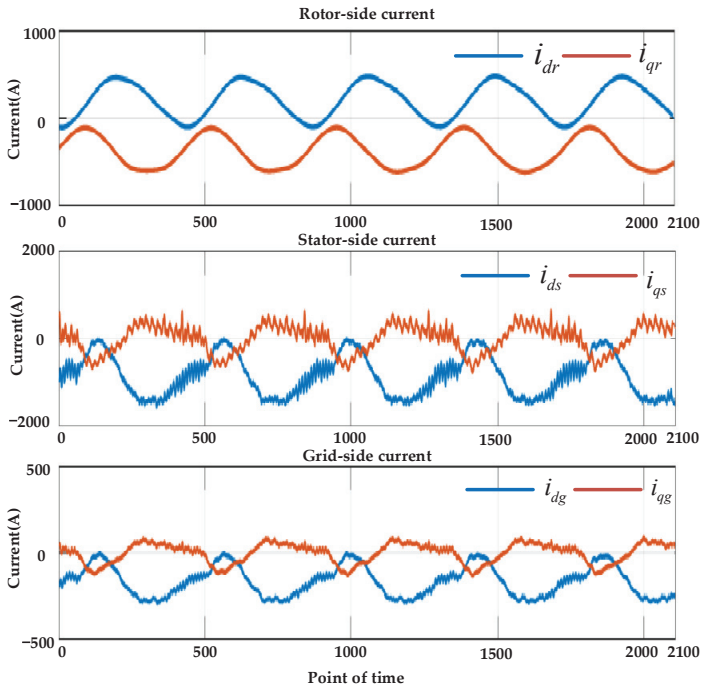 Rotor-side current
1000
0
−1000
Current(A)
i_dr i_qr
0 500 1000 1500 2000 2100
Stator-side current
2000
0
−2000
Current(A)
i_ds i_qs
0 500 1000 1500 2000 2100
Grid-side current
500
0
−500
Current(A)
i_dg i_qg
0 500 1000 1500 2000 2100
Point of time